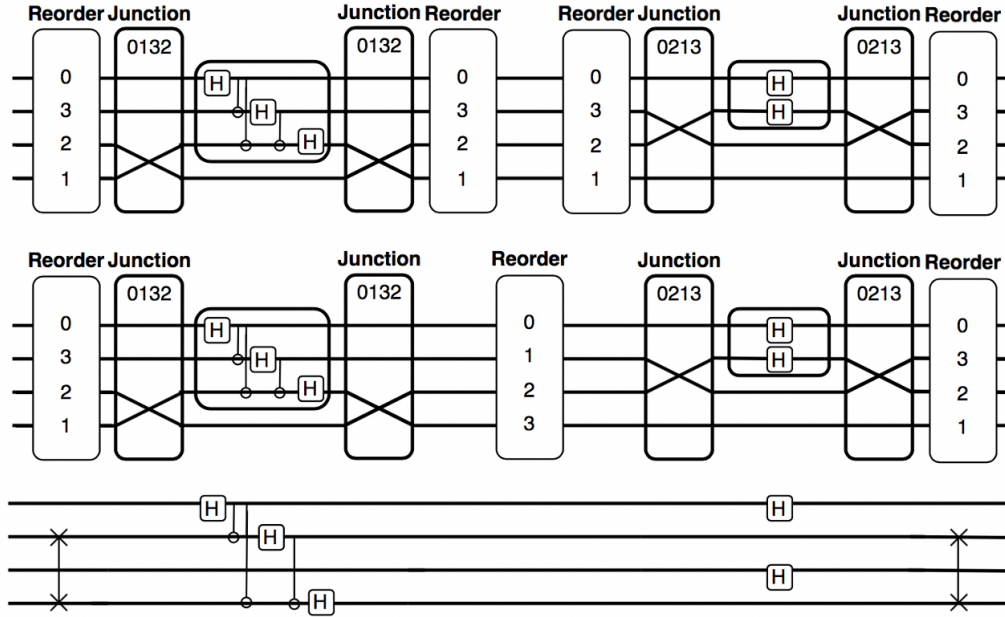 Reorder Junction Junction Reorder Reorder Junction Junction Reorder
0132 0132 0213 0213
0 H 0 0 H 0
3 H 3 3 H 3
2 H 2 2 2
1 1 1 1
Reorder Junction Junction Reorder Junction Junction Reorder
0132 0132 0213 0213
0 H 0 H 0
3 H 1 H 3
2 H 2 2
1 3 1
H H
H
H
H